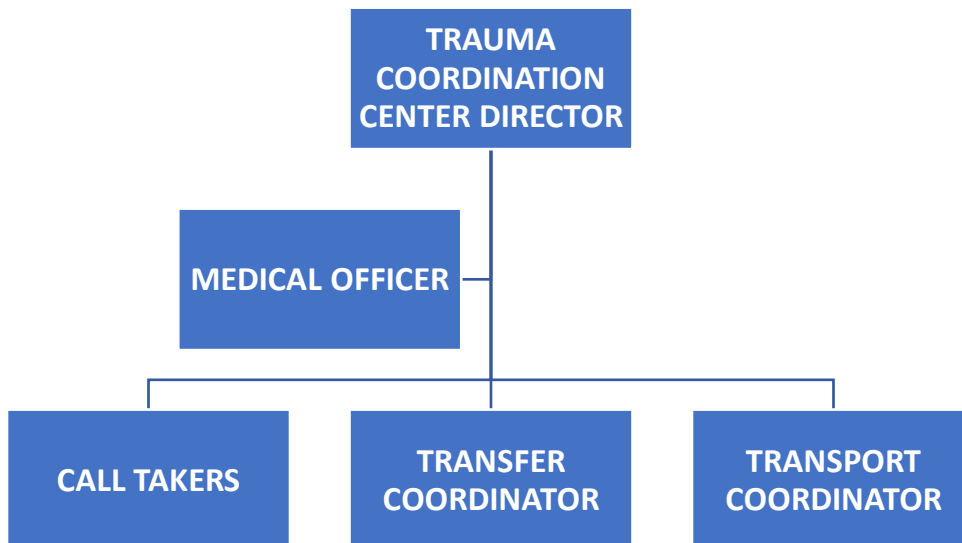 TRAUMA
COORDINATION
CENTER DIRECTOR
MEDICAL OFFICER
CALL TAKERS
TRANSFER
COORDINATOR
TRANSPORT
COORDINATOR